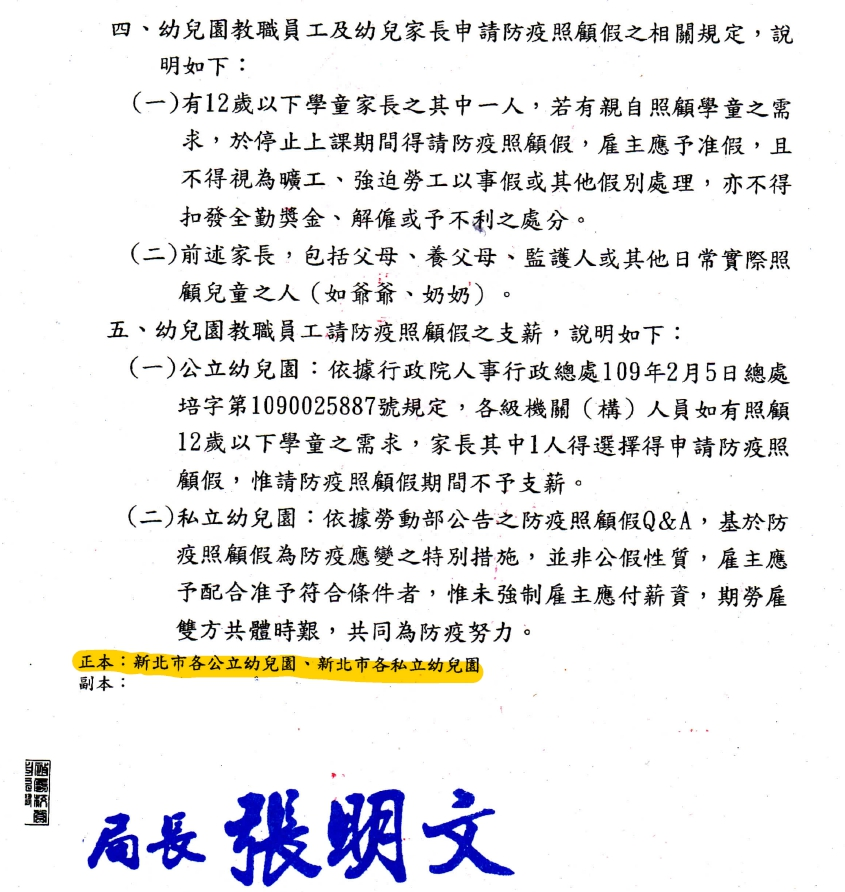 四、幼兒園教職員工及幼兒家長申請防疫照顧假之相關規定，說
明如下：
(一)有12歲以下學童家長之其中一人，若有親自照顧學童之需
求，於停止上課期間得請防疫照顧假，雇主應予准假，且
不得視為曠工、強迫勞工以事假或其他假別處理，亦不得
扣發全勤獎金、解僱或予不利之處分。
(二)前述家長，包括父母、養父母、監護人或其他日常實際照
顧兒童之人（如爺爺、奶奶）。
五、幼兒園教職員工請防疫照顧假之支薪，說明如下：
(一)公立幼兒園：依據行政院人事行政總處109年2月5日總處
培字第1090025887號規定，各級機關（構）人員如有照顧
12歲以下學童之需求，家長其中1人得選擇得申請防疫照
顧假，惟請防疫照顧假期間不予支薪。
(二)私立幼兒園：依據勞動部公告之防疫照顧假Q&A，基於防
疫照顧假為防疫應變之特別措施，並非公假性質，雇主應
予配合准予符合條件者，惟未強制雇主應付薪資，期勞雇
雙方共體時艱，共同為防疫努力。
正本：新北市各公立幼兒園、新北市各私立幼兒園
副本：
局長 張明文